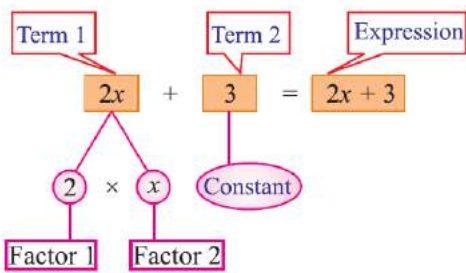 Term 1 Term 2 Expression
2x + 3 = 2x + 3
2 × x Constant
Factor 1 Factor 2